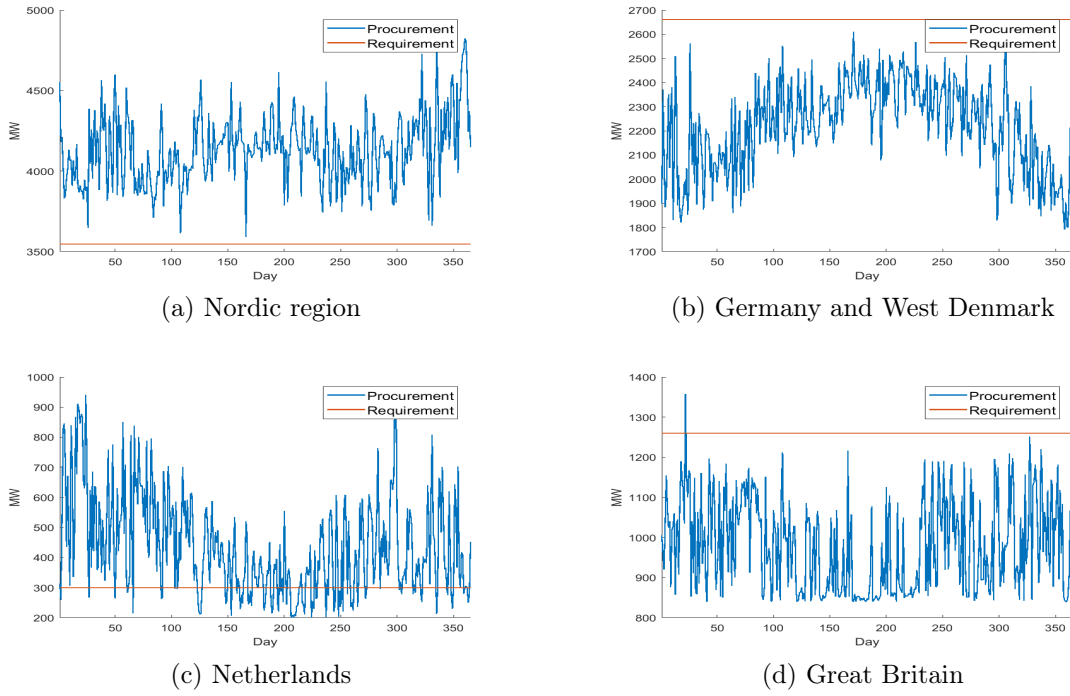 5000
4500
4000
3500
MW
50 100 150 200 250 300 350
Day
Procurement
Requirement
(a) Nordic region
2700
2600
2500
2400
2300
2200
2100
2000
1900
1800
1700
MW
50 100 150 200 250 300 350
Day
Procurement
Requirement
(b) Germany and West Denmark
1000
900
800
700
600
500
400
300
200
MW
50 100 150 200 250 300 350
Day
Procurement
Requirement
(c) Netherlands
1400
1300
1200
1100
1000
900
800
MW
50 100 150 200 250 300 350
Day
Procurement
Requirement
(d) Great Britain